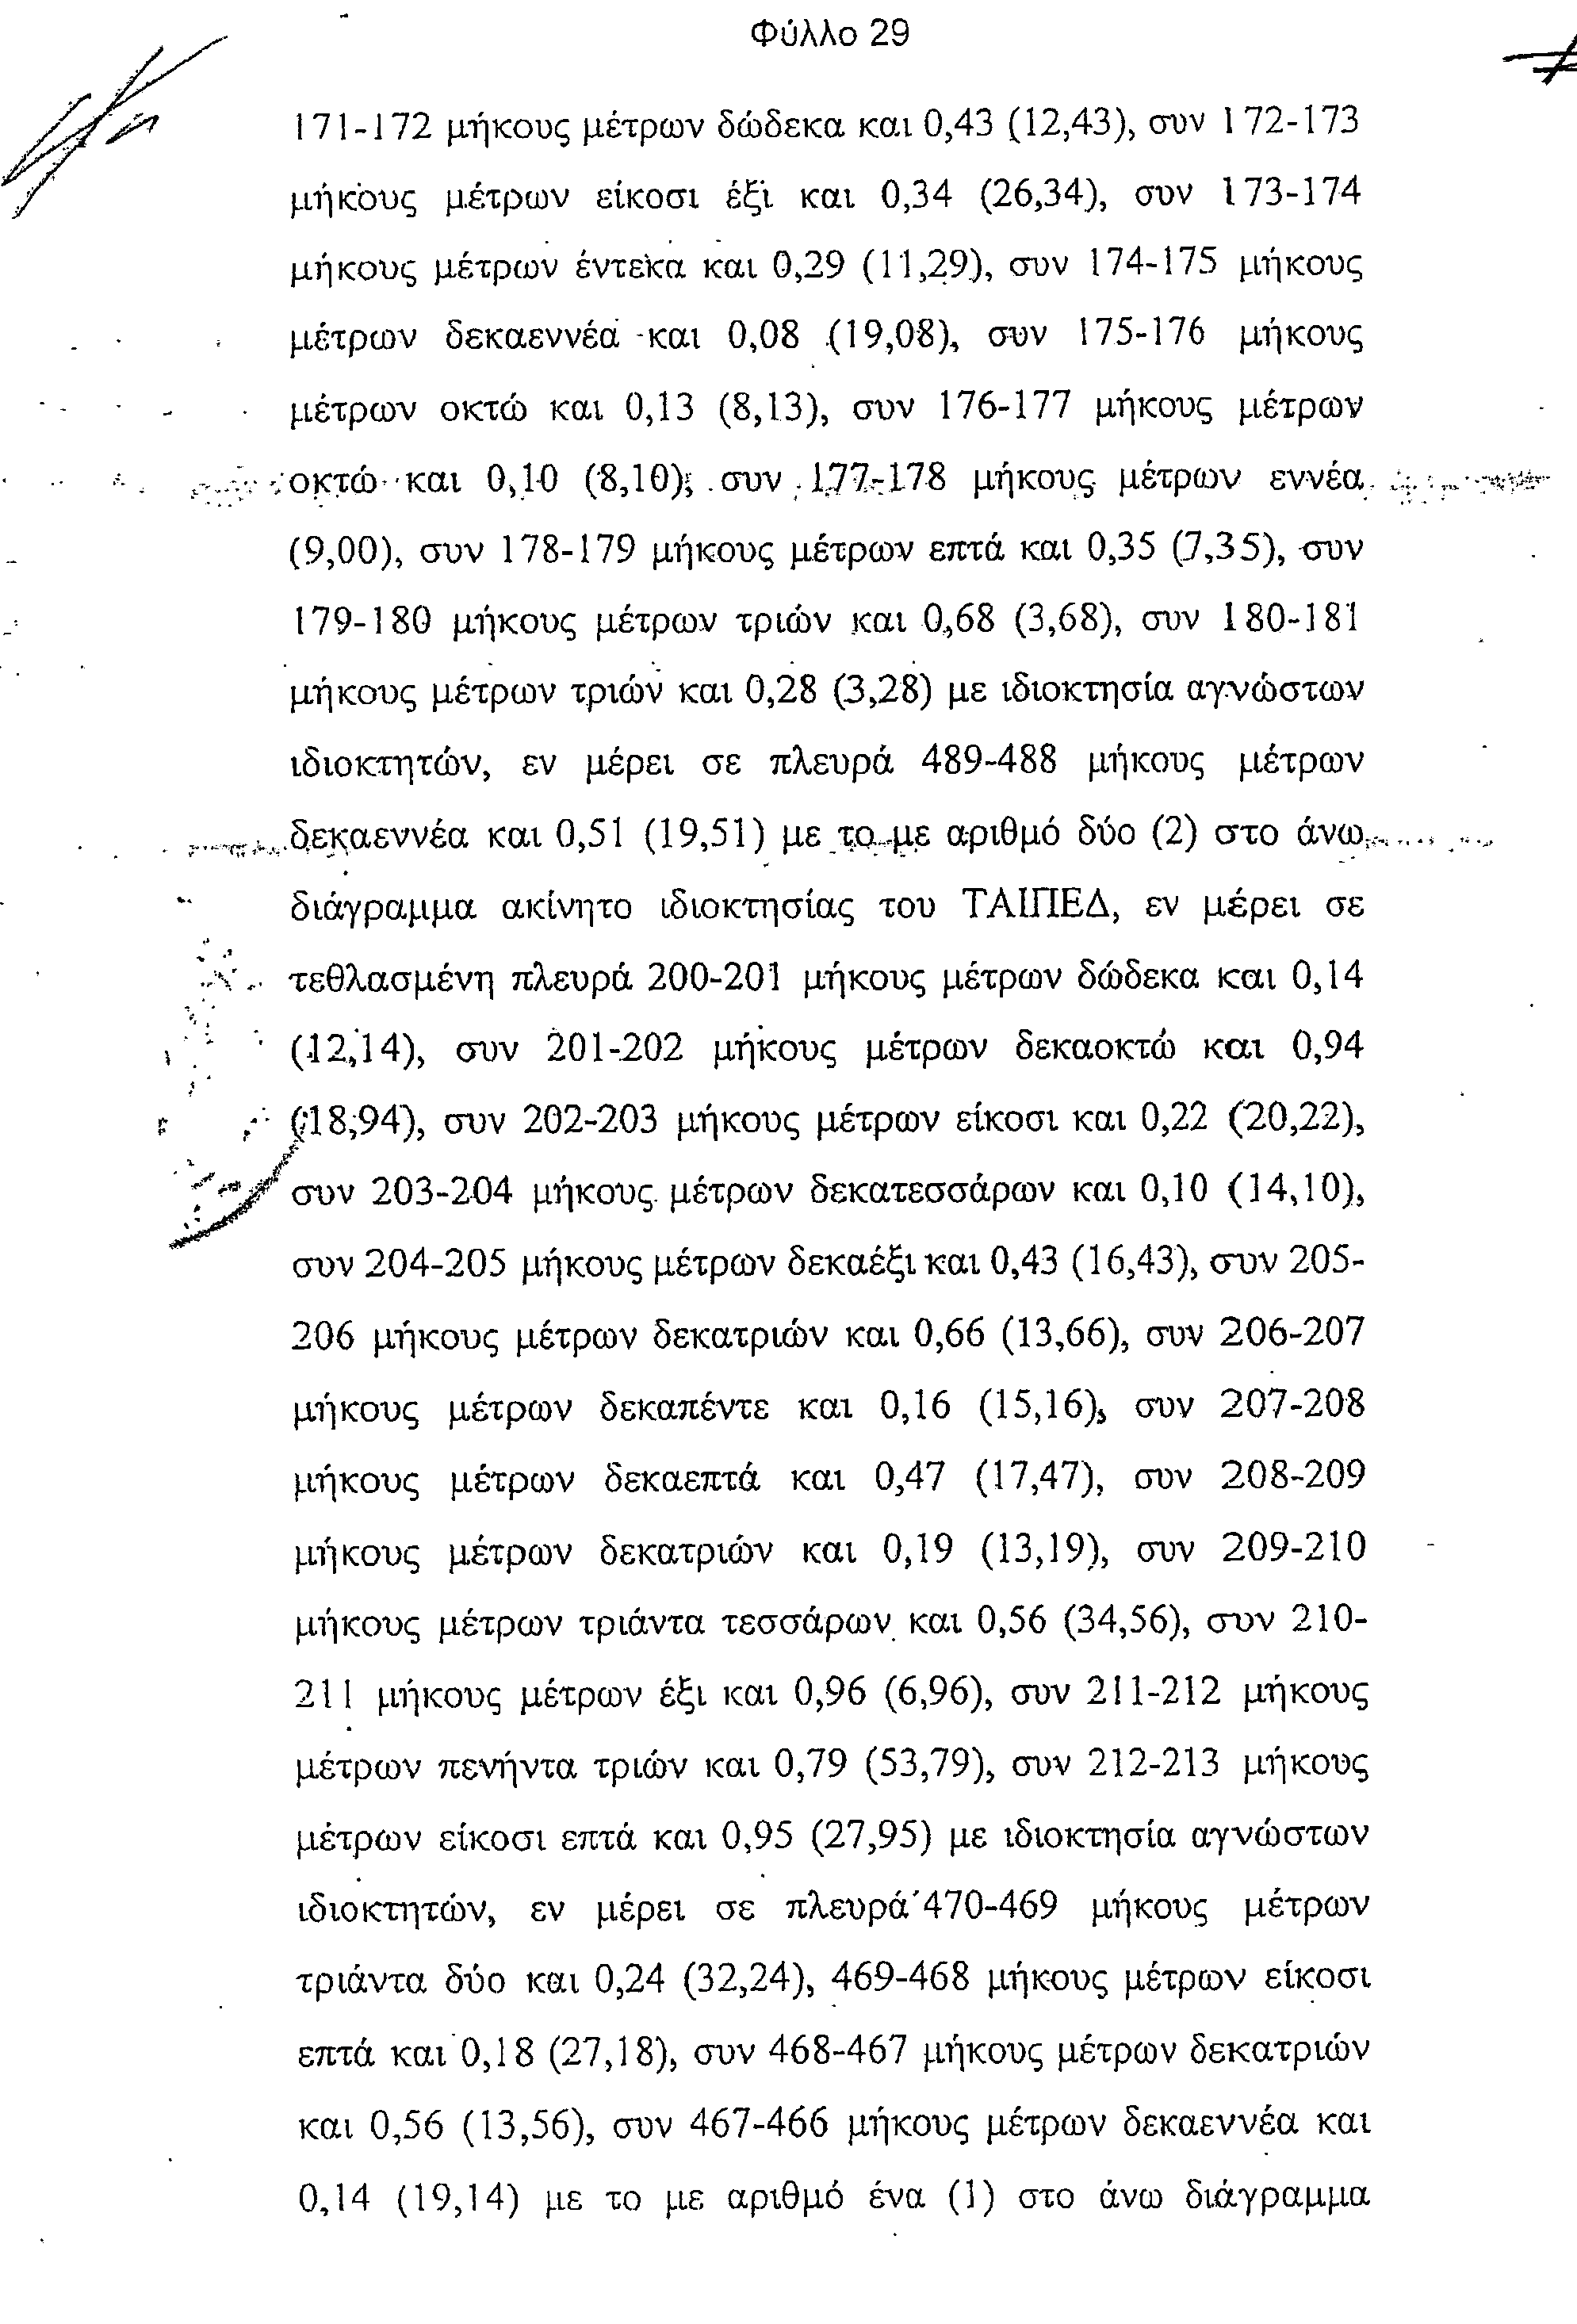 Φύλλο 29
171-172 μήκους μέτρων δώδεκα και 0,43 (12,43), συν 172-173
μήκους μέτρων είκοσι έξι και 0,34 (26,34), συν 173-174
μήκους μέτρων έντεκα και 0,29 (11,29), συν 174-175 μήκους
μέτρων δεκαεννέα και 0,08 (19,08), συν 175-176 μήκους
μέτρων οκτώ και 0,13 (8,13), συν 176-177 μήκους μέτρων
οκτώ και 0,10 (8,10), συν 177-178 μήκους μέτρων εννέα
(9,00), συν 178-179 μήκους μέτρων επτά και 0,35 (7,35), συν
179-180 μήκους μέτρων τριών και 0,68 (3,68), συν 180-181
μήκους μέτρων τριών και 0,28 (3,28) με ιδιοκτησία αγνώστων
ιδιοκτητών, εν μέρει σε πλευρά 489-488 μήκους μέτρων
δεκαεννέα και 0,51 (19,51) με το με αριθμό δύο (2) στο άνω
διάγραμμα ακίνητο ιδιοκτησίας του ΤΑΙΠΕΔ, εν μέρει σε
τεθλασμένη πλευρά 200-201 μήκους μέτρων δώδεκα και 0,14
(12,14), συν 201-202 μήκους μέτρων δεκαοκτώ και 0,94
(18,94), συν 202-203 μήκους μέτρων είκοσι και 0,22 (20,22),
συν 203-204 μήκους μέτρων δεκατεσσάρων και 0,10 (14,10),
συν 204-205 μήκους μέτρων δεκαέξι και 0,43 (16,43), συν 205-
206 μήκους μέτρων δεκατριών και 0,66 (13,66), συν 206-207
μήκους μέτρων δεκαπέντε και 0,16 (15,16), συν 207-208
μήκους μέτρων δεκαεπτά και 0,47 (17,47), συν 208-209
μήκους μέτρων δεκατριών και 0,19 (13,19), συν 209-210
μήκους μέτρων τριάντα τεσσάρων και 0,56 (34,56), συν 210-
211 μήκους μέτρων έξι και 0,96 (6,96), συν 211-212 μήκους
μέτρων πενήντα τριών και 0,79 (53,79), συν 212-213 μήκους
μέτρων είκοσι επτά και 0,95 (27,95) με ιδιοκτησία αγνώστων
ιδιοκτητών, εν μέρει σε πλευρά 470-469 μήκους μέτρων
τριάντα δύο και 0,24 (32,24), 469-468 μήκους μέτρων είκοσι
επτά και 0,18 (27,18), συν 468-467 μήκους μέτρων δεκατριών
και 0,56 (13,56), συν 467-466 μήκους μέτρων δεκαεννέα και
0,14 (19,14) με το με αριθμό ένα (1) στο άνω διάγραμμα